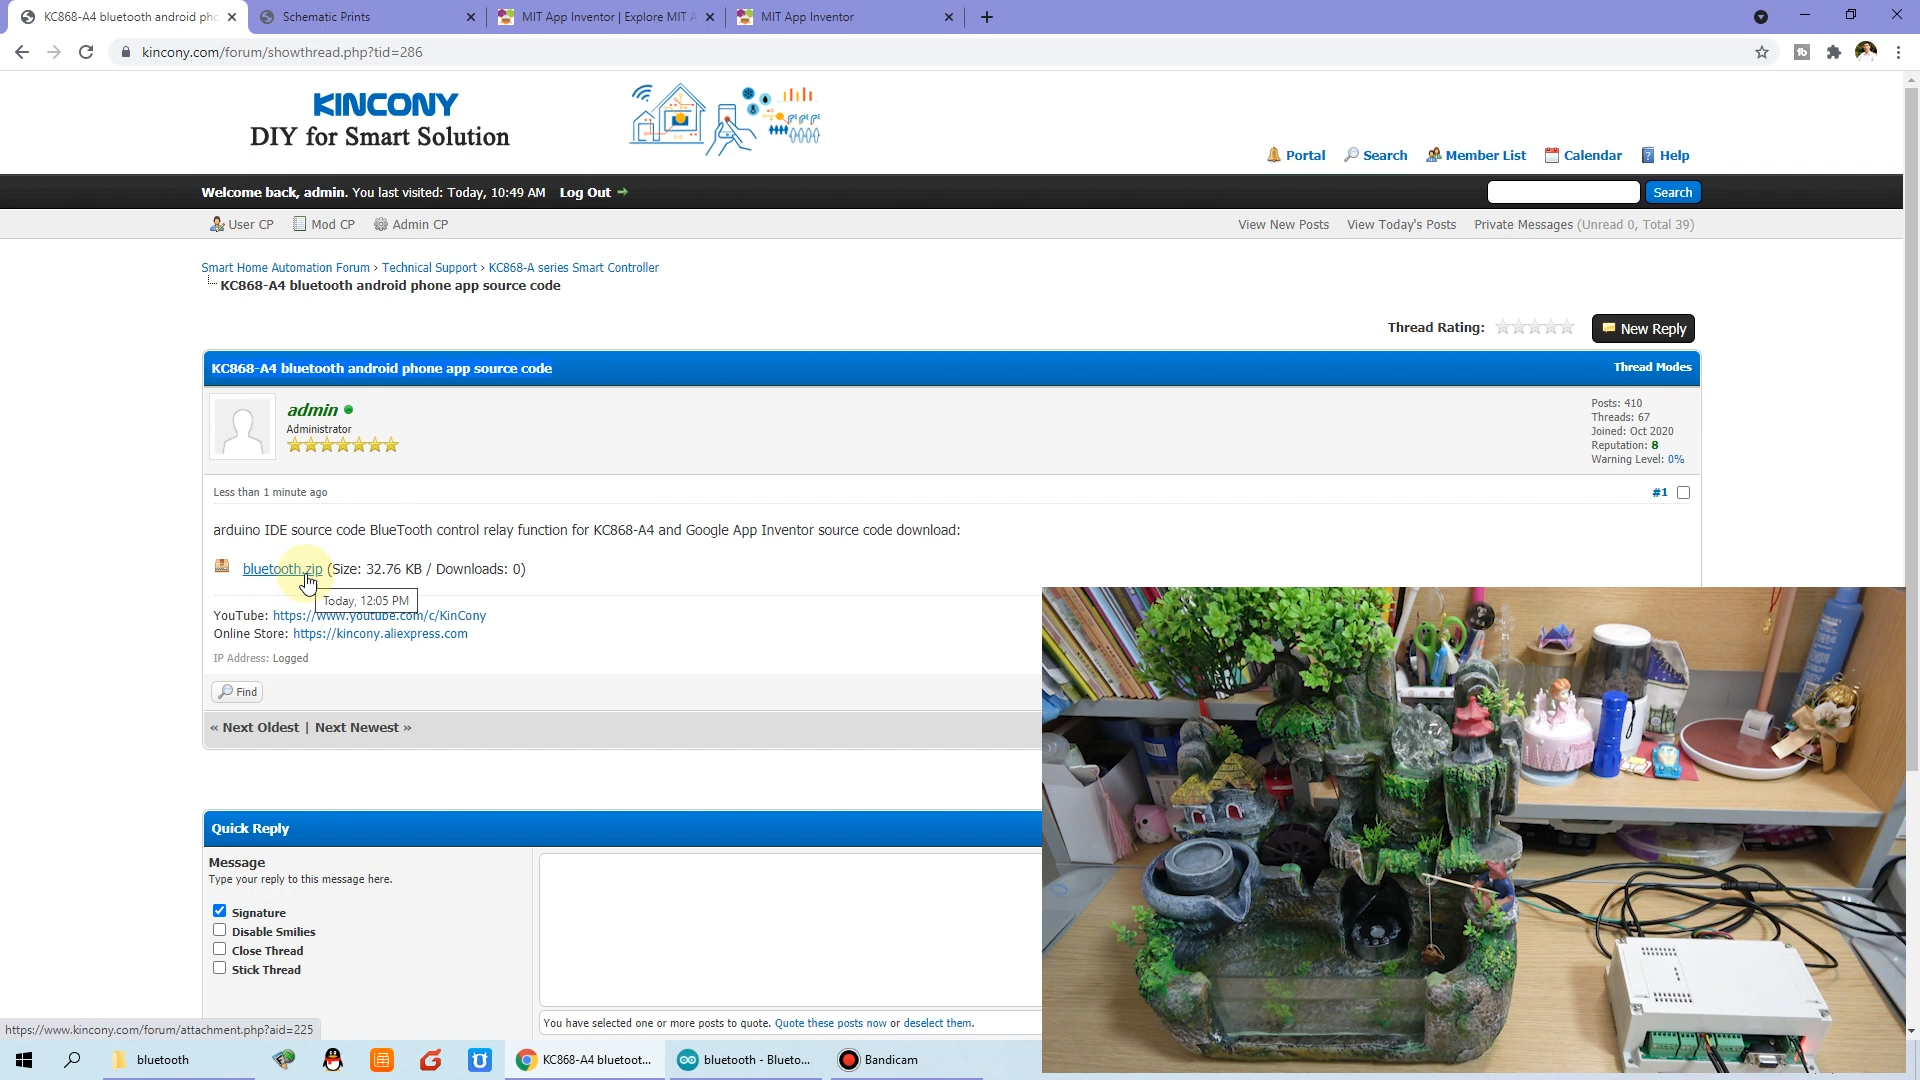 KC868-A4 bluetooth android pho
Schematic Prints
MIT App Inventor | Explore MIT A
MIT App Inventor
kincony.com/forum/showthread.php?tid=286
KINCONY
DIY for Smart Solution
Portal
Search
Member List
Calendar
Help
Welcome back, admin. You last visited: Today, 10:49 AM Log Out
Search
User CP
Mod CP
Admin CP
View New Posts
View Today's Posts
Private Messages (Unread 0, Total 39)
Smart Home Automation Forum › Technical Support › KC868-A series Smart Controller
KC868-A4 bluetooth android phone app source code
Thread Rating:
New Reply
KC868-A4 bluetooth android phone app source code
Thread Modes
admin
Administrator
Posts: 410
Threads: 67
Joined: Oct 2020
Reputation: 8
Warning Level: 0%
Less than 1 minute ago
#1
arduino IDE source code BlueTooth control relay function for KC868-A4 and Google App Inventor source code download:
bluetooth.zip (Size: 32.76 KB / Downloads: 0)
Today, 12:05 PM
YouTube: https://www.youtube.com/c/KinCony
Online Store: https://kincony.aliexpress.com
IP Address: Logged
Find
« Next Oldest | Next Newest »
Quick Reply
Message
Type your reply to this message here.
Signature
Disable Smilies
Close Thread
Stick Thread
You have selected one or more posts to quote. Quote these posts now or deselect them.
https://www.kincony.com/forum/attachment.php?aid=225
bluetooth
KC868-A4 bluetoot...
bluetooth - Blueto...
Bandicam